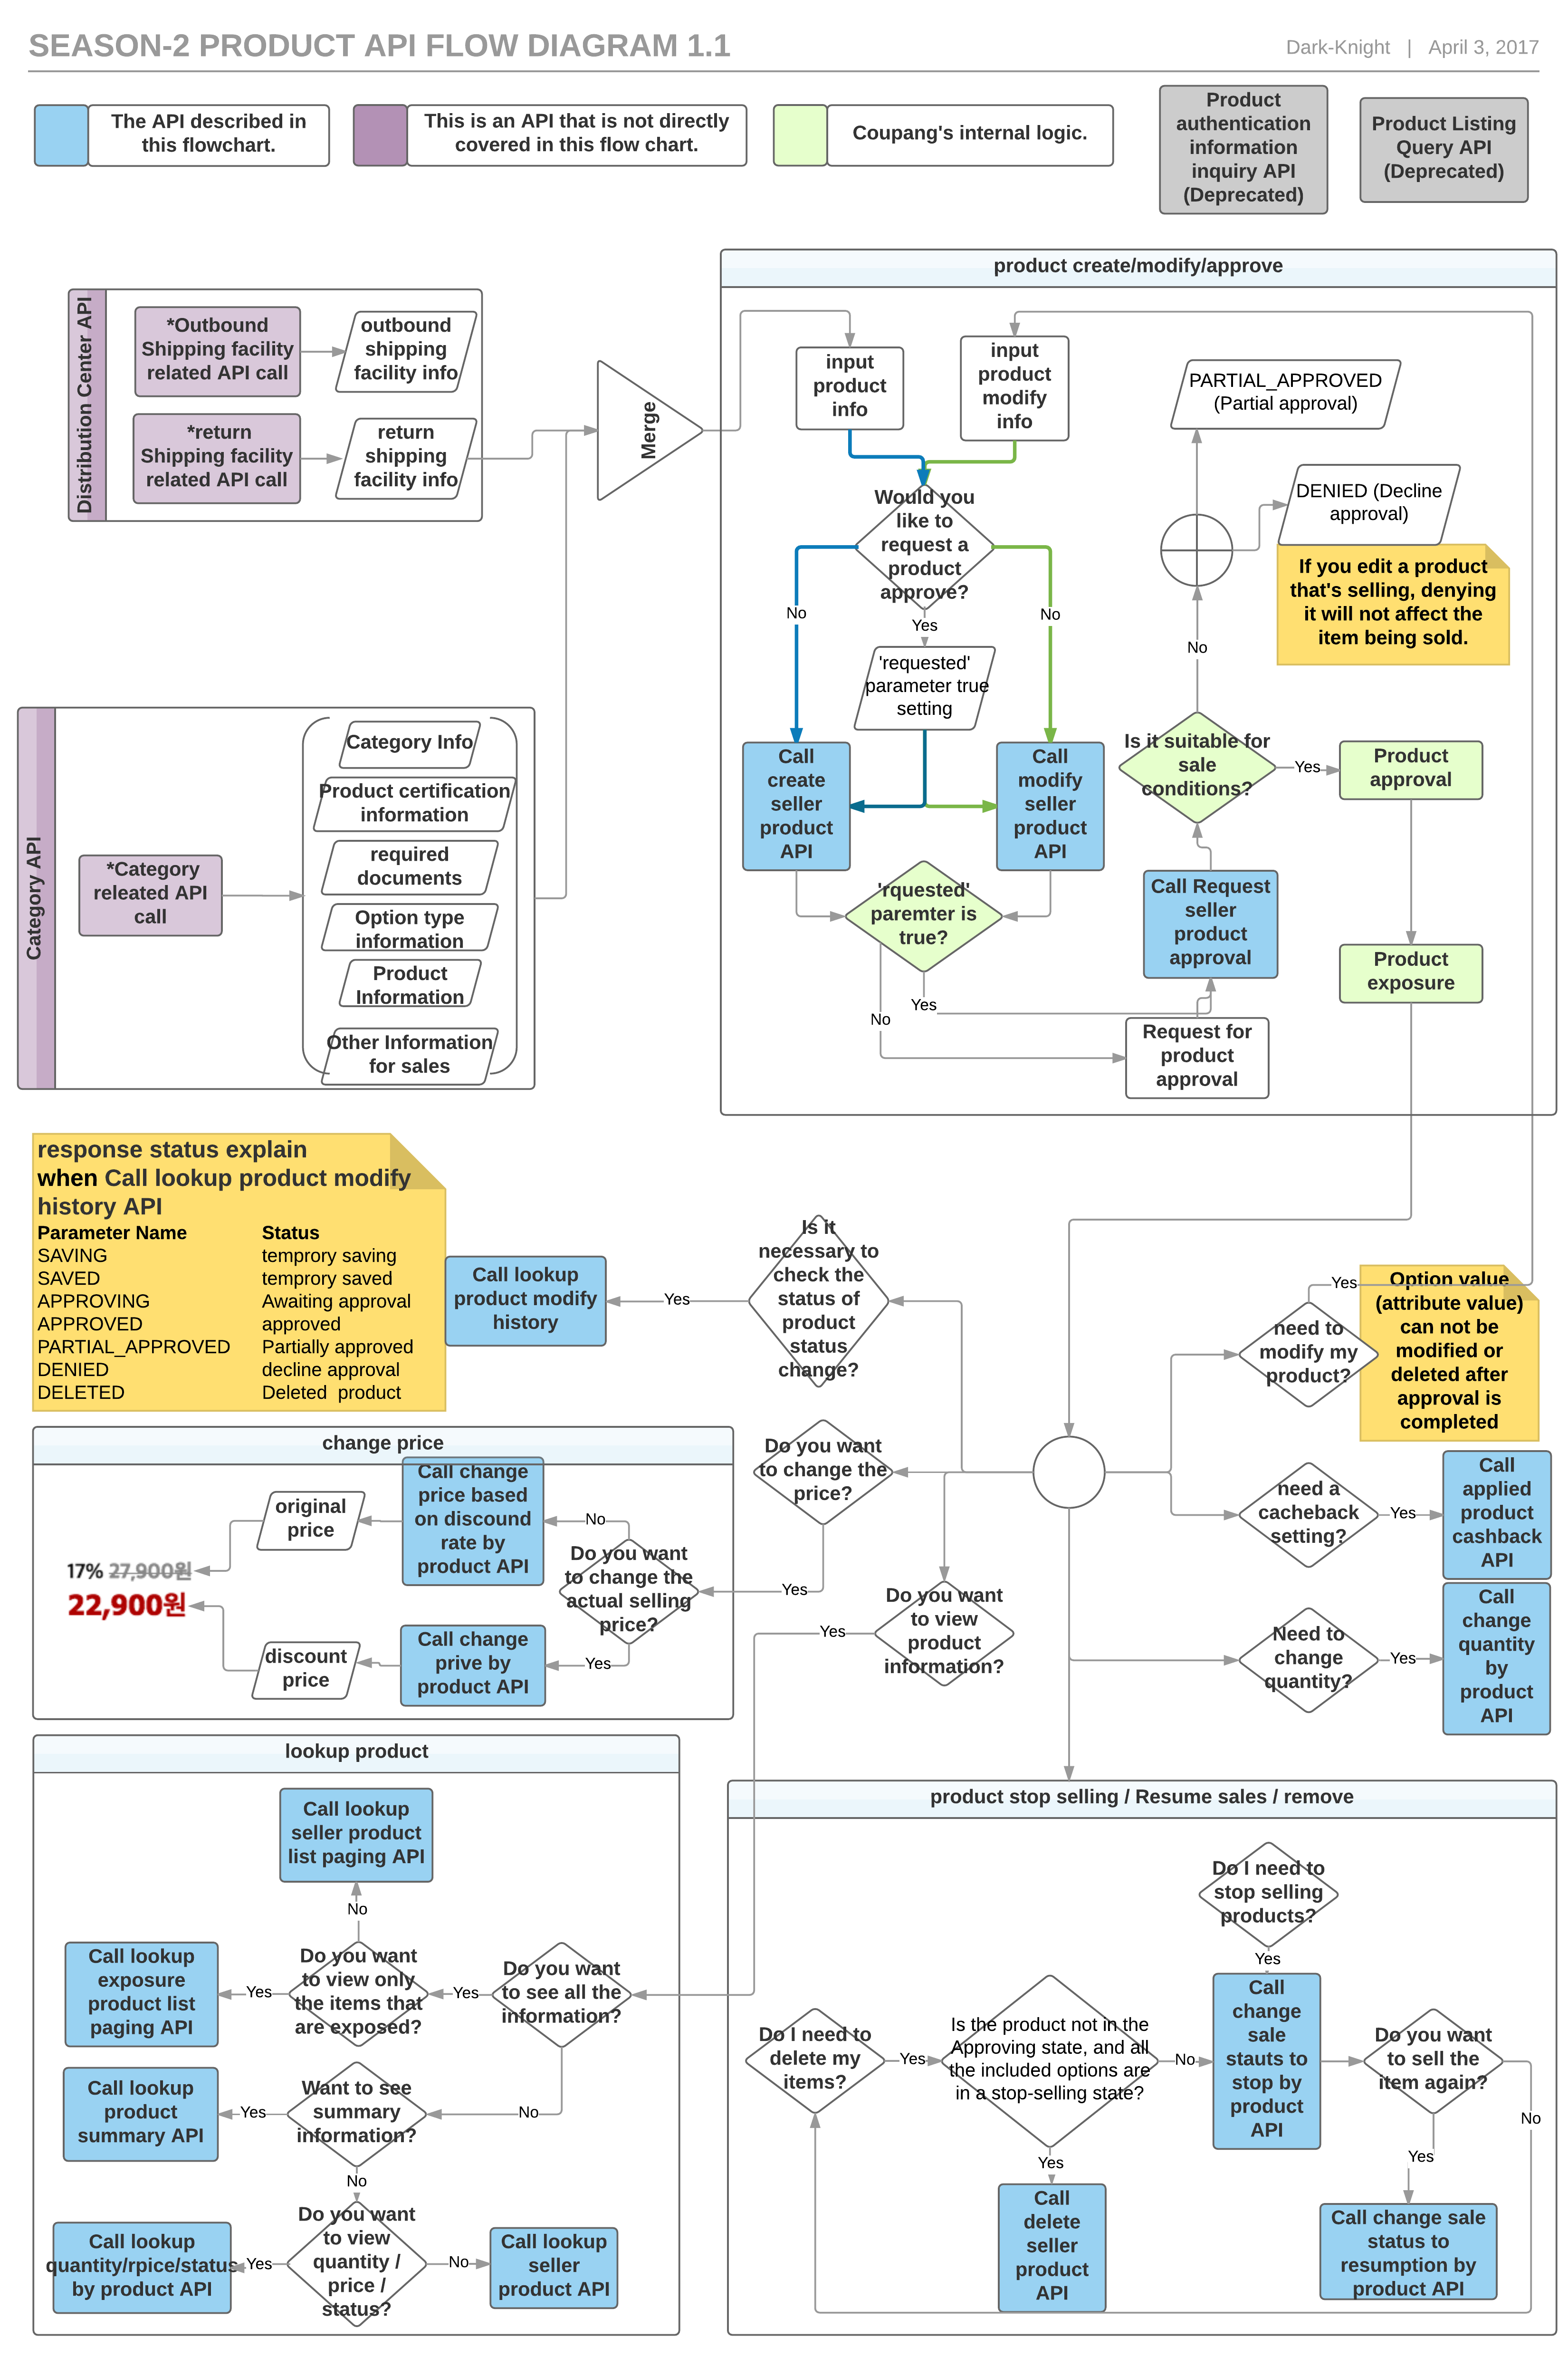 SEASON-2 PRODUCT API FLOW DIAGRAM 1.1
Dark-Knight | April 3, 2017
The API described in
this flowchart.
This is an API that is not directly
covered in this flow chart.
Coupang's internal logic.
Product
authentication
information
inquiry API
(Deprecated)
Product Listing
Query API
(Deprecated)
Distribution Center API
*Outbound
Shipping facility
related API call
outbound
shipping
facility info
*return
Shipping facility
related API call
return
shipping
facility info
Merge
Category API
*Category
releated API
call
Category Info
Product certification
information
required
documents
Option type
information
Product
Information
Other Information
for sales
product create/modify/approve
input
product
info
input
product
modify
info
PARTIAL_APPROVED
(Partial approval)
DENIED (Decline
approval)
If you edit a product
that's selling, denying
it will not affect the
item being sold.
Would you
like to
request a
product
approve?
No
Yes
No
No
'requested'
parameter true
setting
Call
create
seller
product
API
Call
modify
seller
product
API
Is it suitable for
sale
conditions?
Yes
Product
approval
'rquested'
paremter is
true?
Call Request
seller
product
approval
Product
exposure
Yes
No
Request for
product
approval
response status explain
when Call lookup product modify
history API
Parameter Name Status
SAVING temprory saving
SAVED temprory saved
APPROVING Awaiting approval
APPROVED approved
PARTIAL_APPROVED Partially approved
DENIED decline approval
DELETED Deleted  product
Call lookup
product modify
history
Yes
Is it
necessary to
check the
status of
product
status
change?
Yes
need to
modify my
product?
Option value
(attribute value)
can not be
modified or
deleted after
approval is
completed
Do you want
to change the
price?
need a
cacheback
setting?
Yes
Call
applied
product
cashback
API
Yes
Do you want
to view
product
information?
Yes
Need to
change
quantity?
Yes
Call
change
quantity
by
product
API
change price
Call change
price based
on discound
rate by
product API
original
price
No
Do you want
to change the
actual selling
price?
17% 27,900원
22,900원
discount
price
Call change
prive by
product API
Yes
lookup product
Call lookup
seller product
list paging API
No
Call lookup
exposure
product list
paging API
Yes
Do you want
to view only
the items that
are exposed?
Yes
Do you want
to see all the
information?
Call lookup
product
summary API
Yes
Want to see
summary
information?
No
No
Call lookup
quantity/rpice/status
by product API
Yes
Do you want
to view
quantity /
price /
status?
No
Call lookup
seller
product API
product stop selling / Resume sales / remove
Do I need to
stop selling
products?
Yes
Do I need to
delete my
items?
Yes
Is the product not in the
Approving state, and all
the included options are
in a stop-selling state?
No
Call
change
sale
stauts to
stop by
product
API
Do you want
to sell the
item again?
No
Yes
Yes
Call
delete
seller
product
API
Call change sale
status to
resumption by
product API